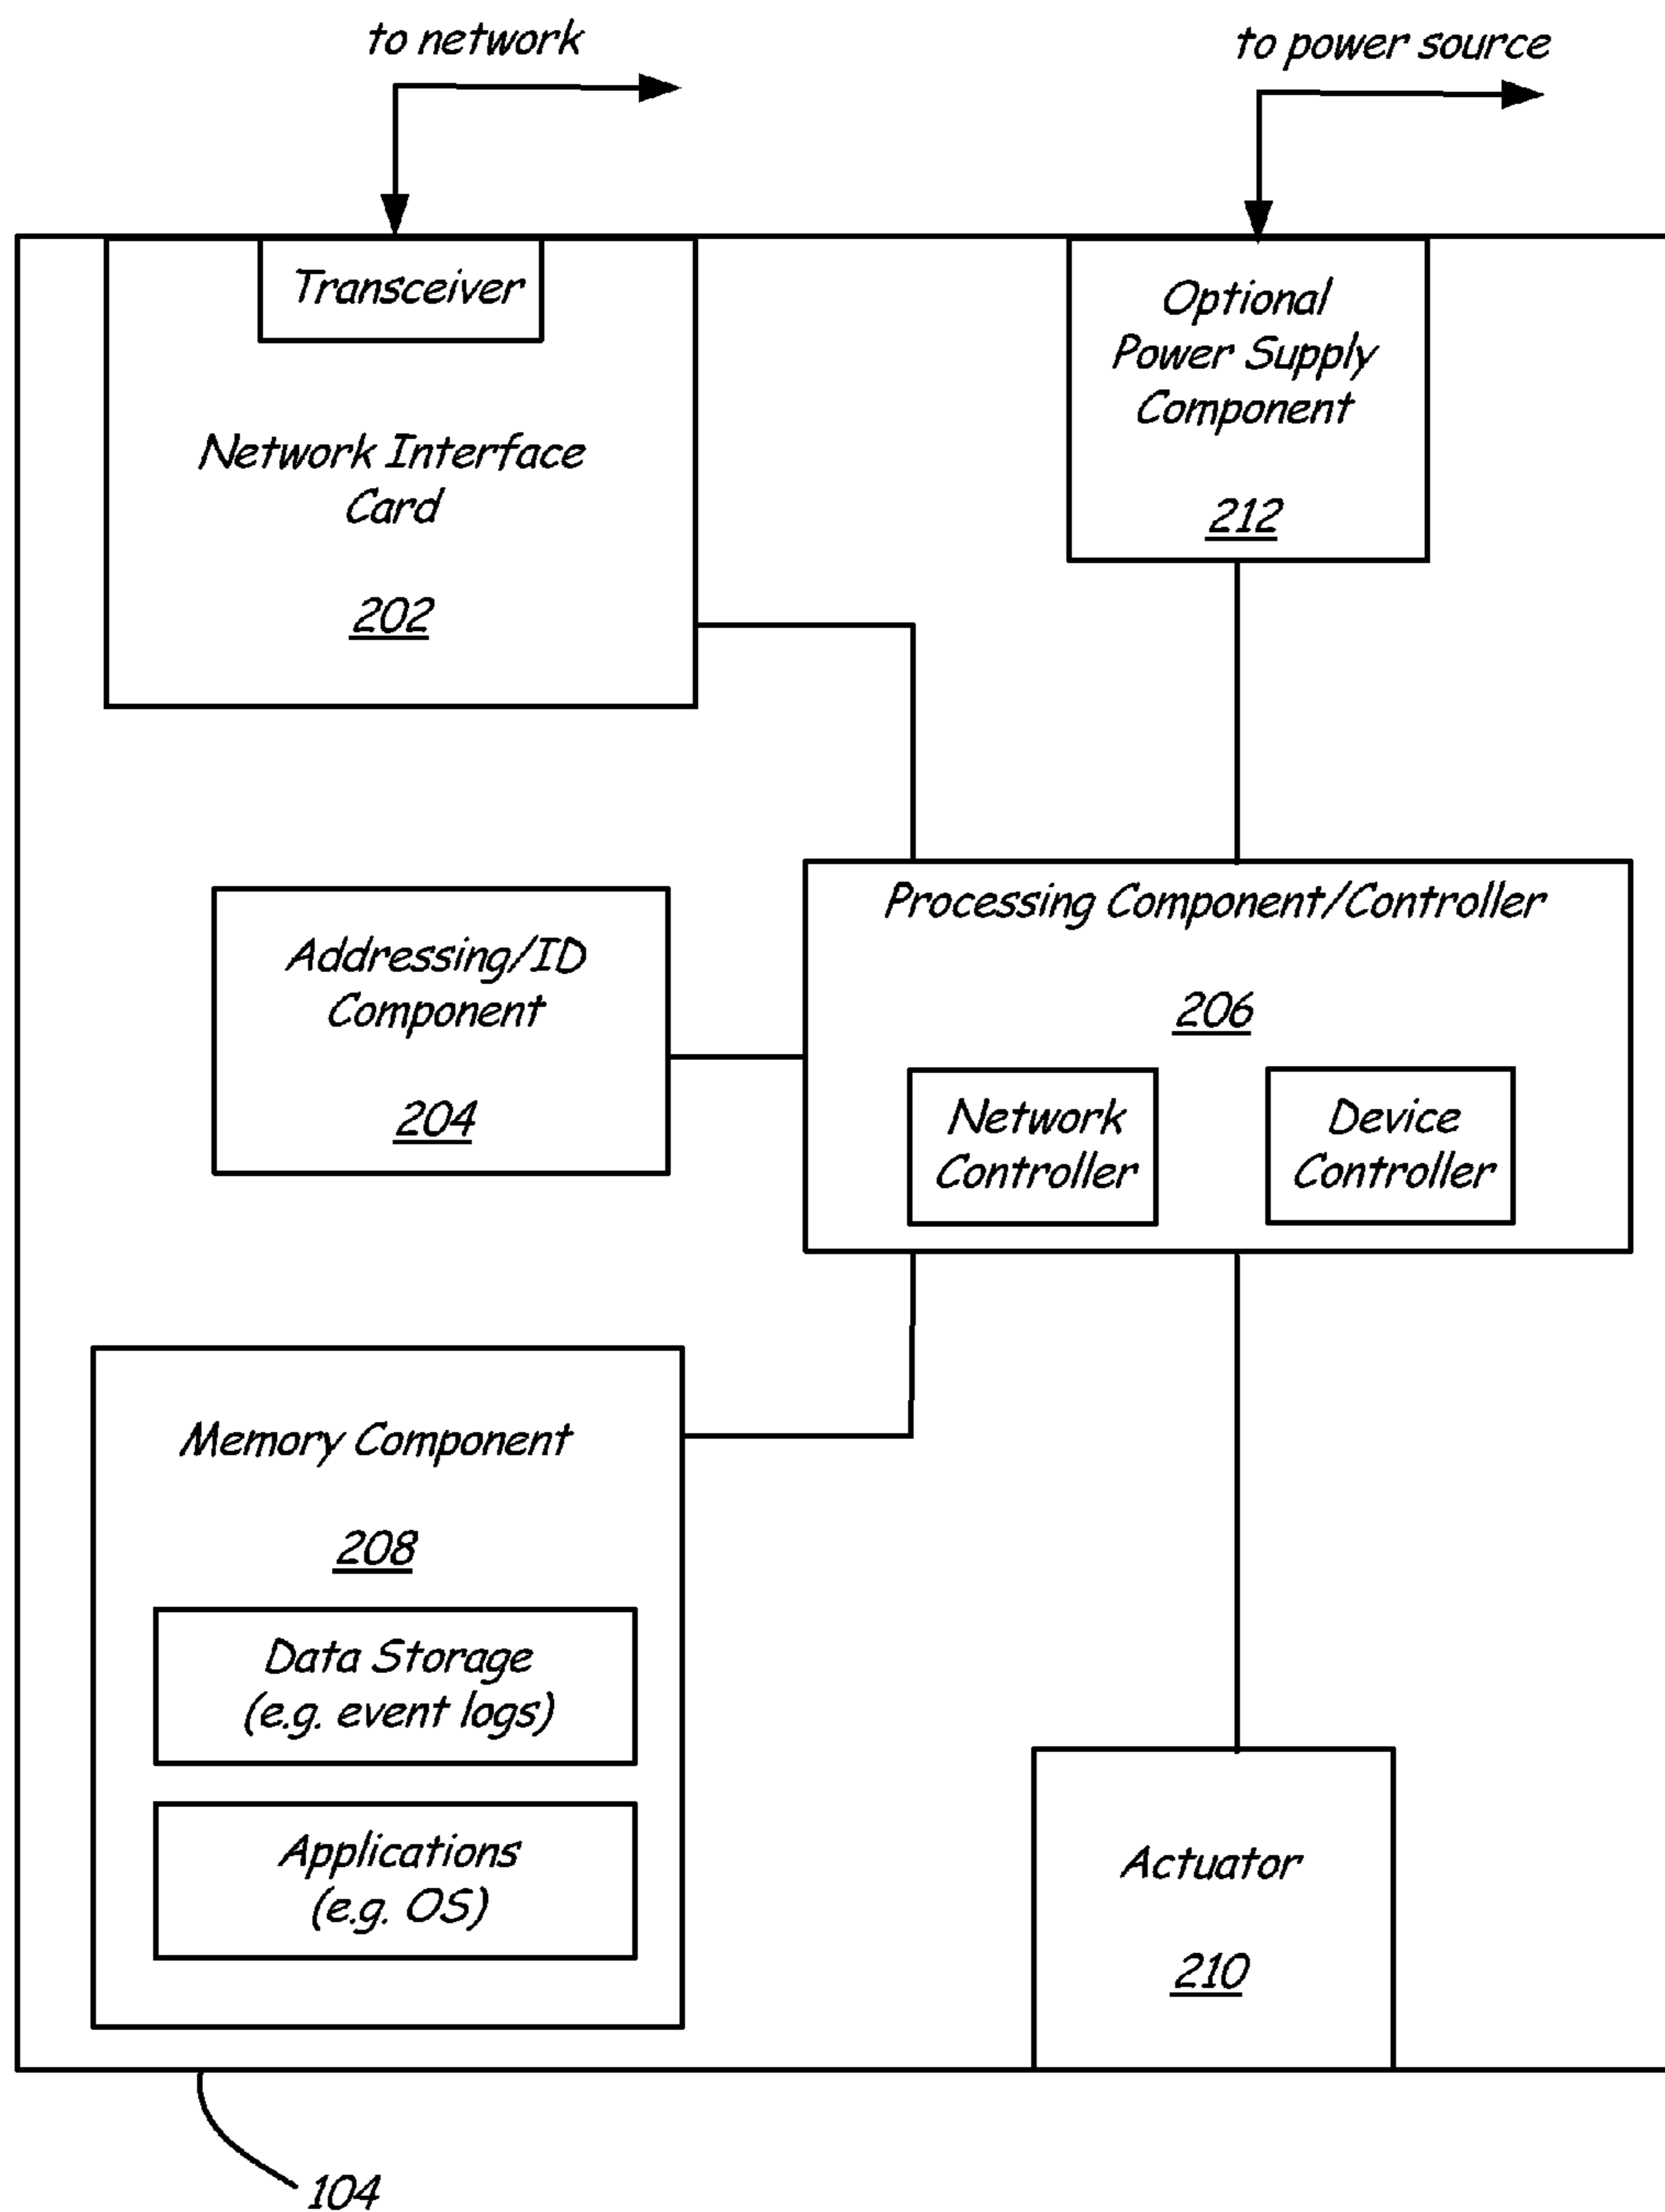 to network
to power source
Transceiver
Network Interface
Card
202
Optional
Power Supply
Component
212
Addressing/ID
Component
204
Processing Component/Controller
206
Network
Controller
Device
Controller
Memory Component
208
Data Storage
(e.g. event logs)
Applications
(e.g. OS)
Actuator
210
104